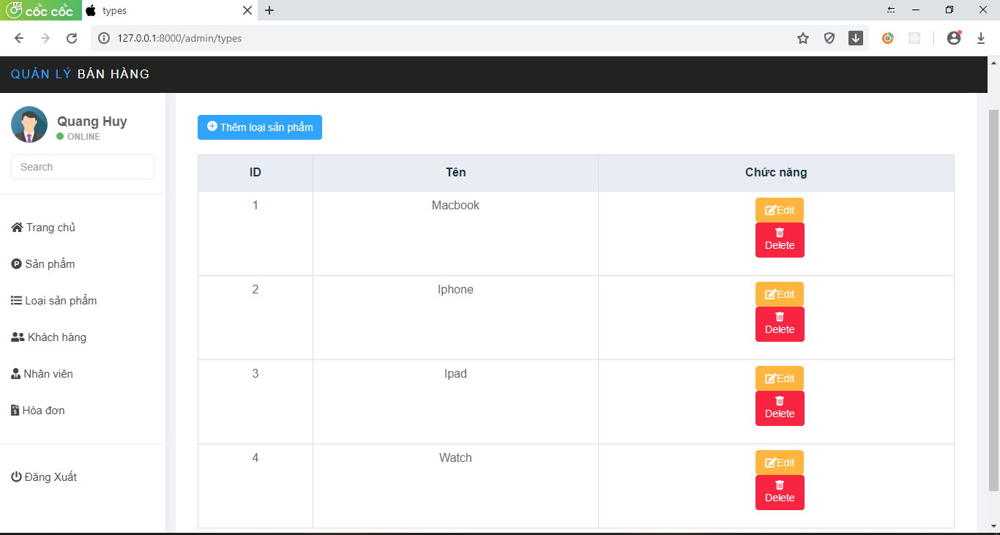 cốc cốc
types
127.0.0.1:8000/admin/types
QUẢN LÝ BÁN HÀNG
Quang Huy
ONLINE
Search
Trang chủ
Sản phẩm
Loại sản phẩm
Khách hàng
Nhân viên
Hóa đơn
Đăng Xuất
Thêm loại sản phẩm
ID Tên Chức năng
1 Macbook Edit
Delete
2 Iphone Edit
Delete
3 Ipad Edit
Delete
4 Watch Edit
Delete